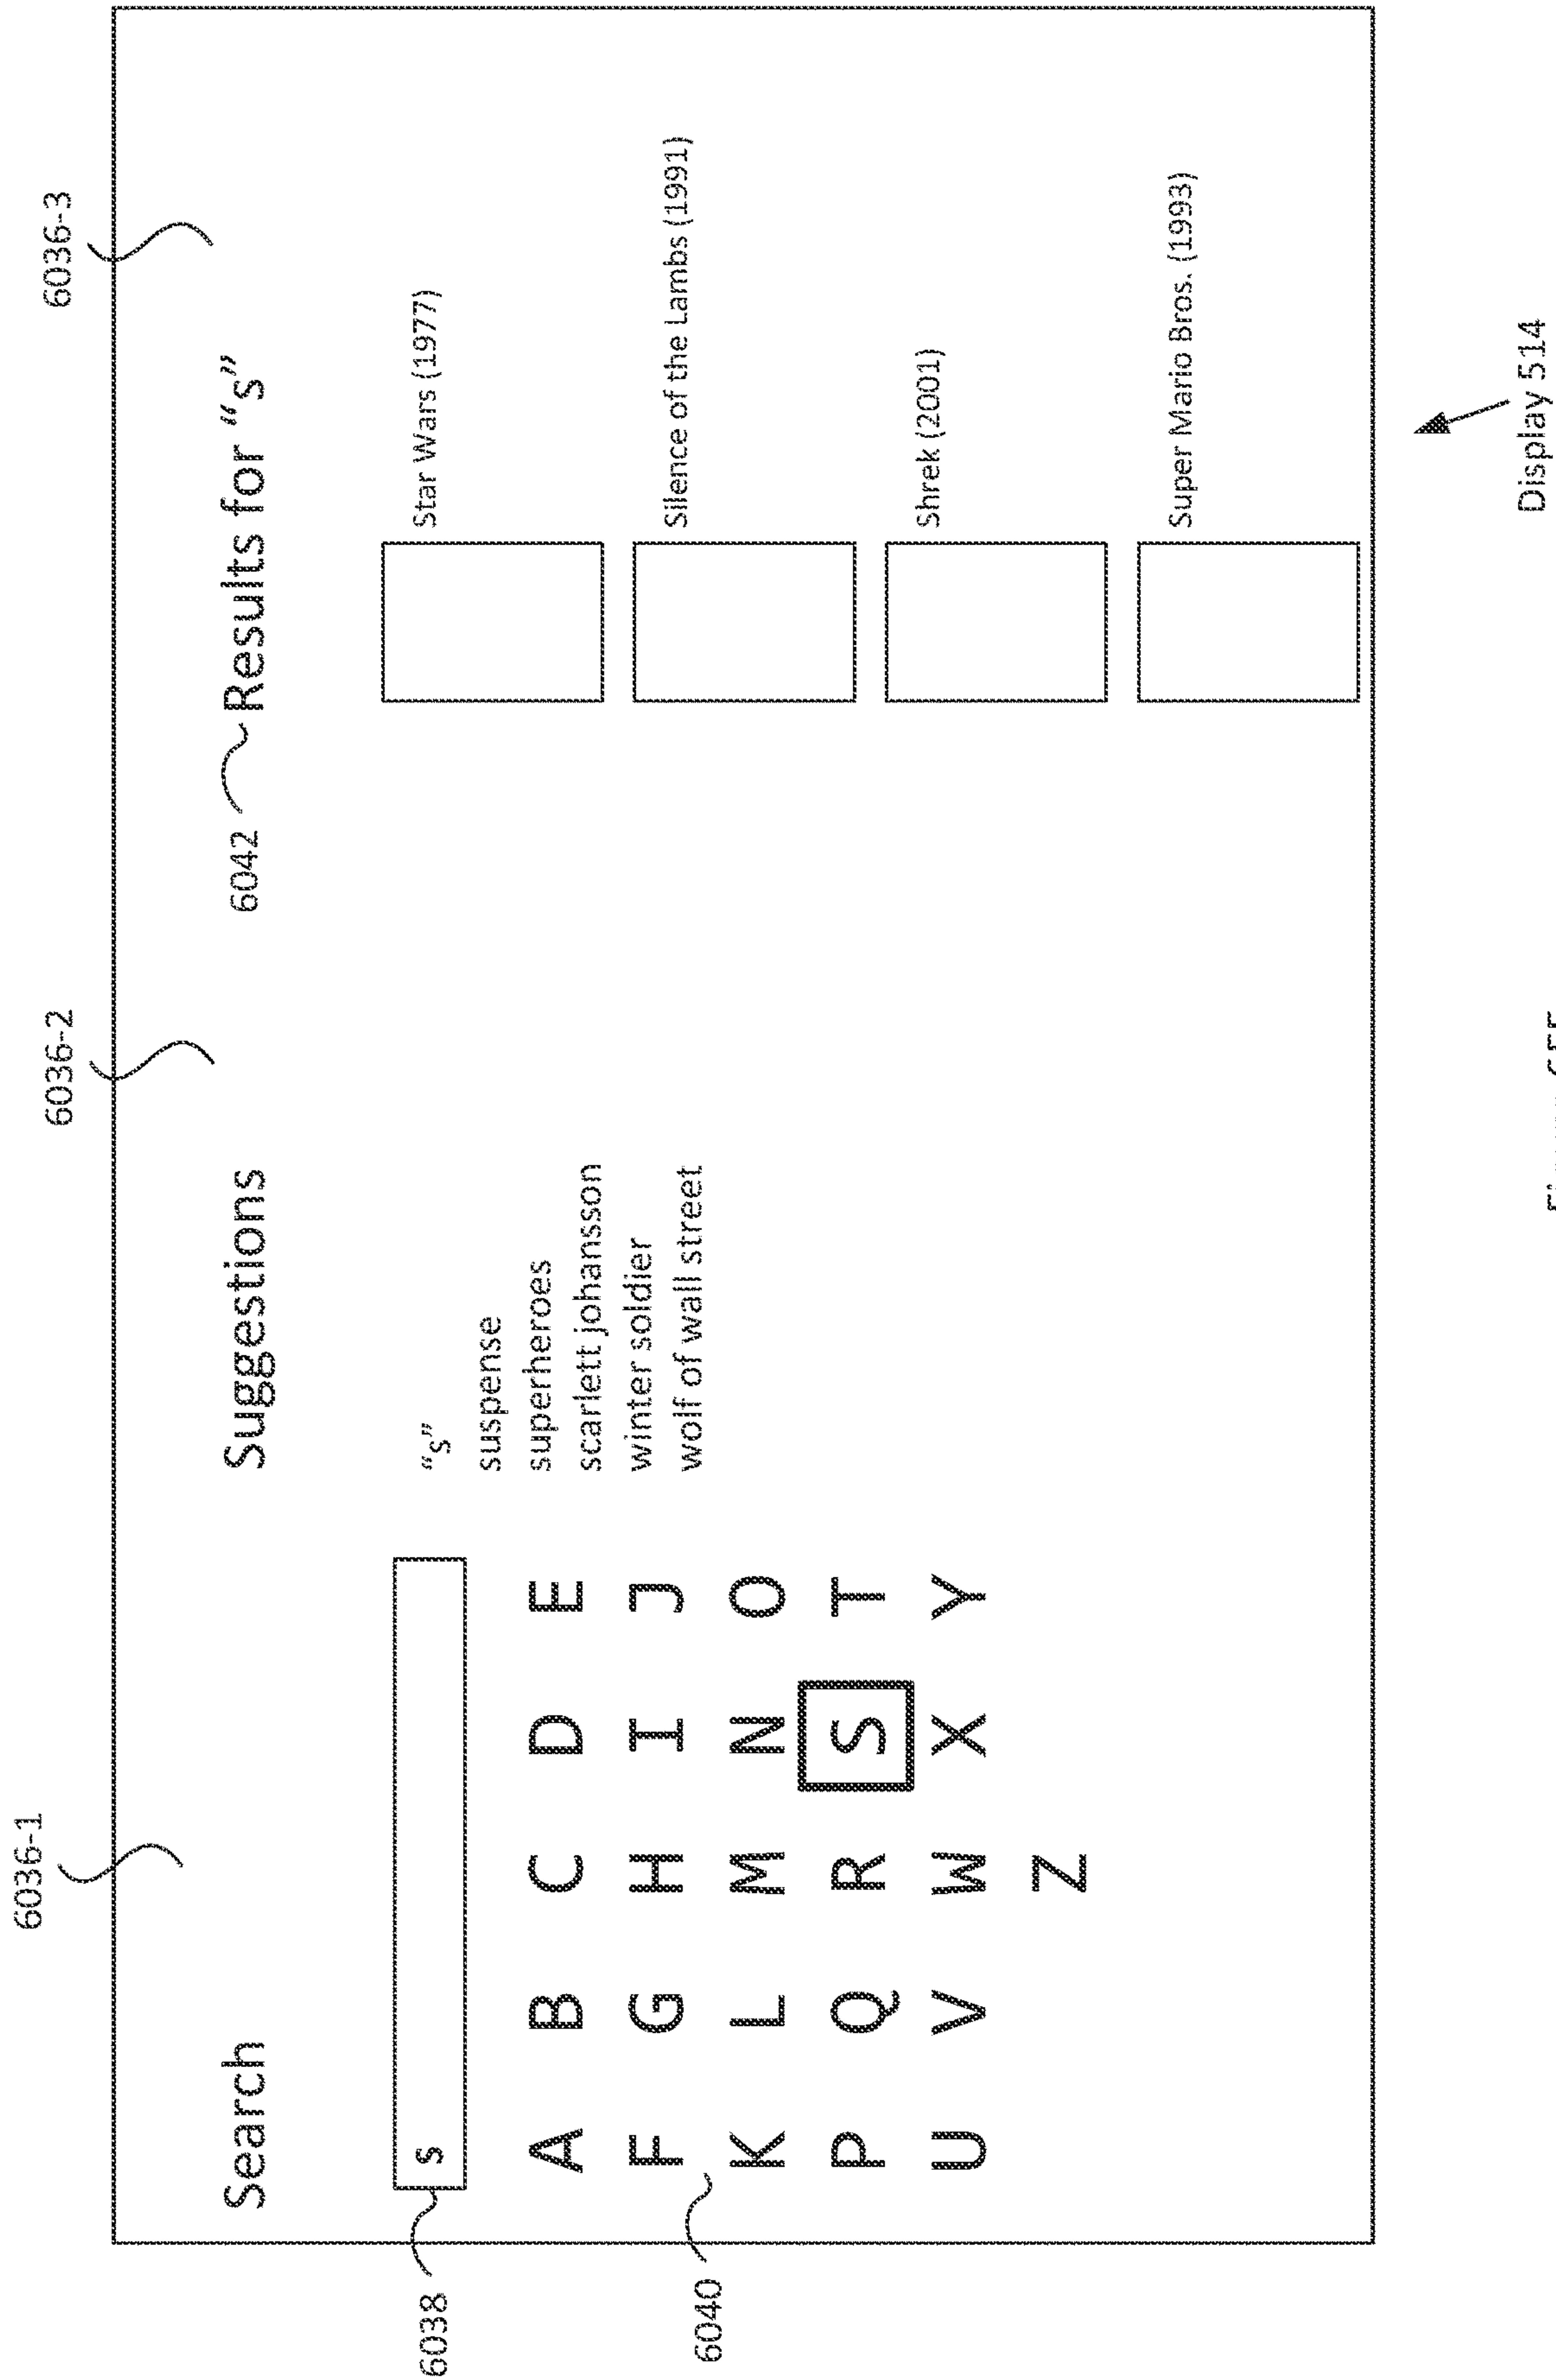 6036-1
6036-2
6036-3
Search
Suggestions
6042
Results for “s”
6038
s
“s”
suspense
superheroes
scarlett johansson
winter soldier
wolf of wall street
6040
A B C D E
F G H I J
K L M N O
P Q R S T
U V W X Y
Z
Star Wars (1977)
Silence of the Lambs (1991)
Shrek (2001)
Super Mario Bros. (1993)
Display 514